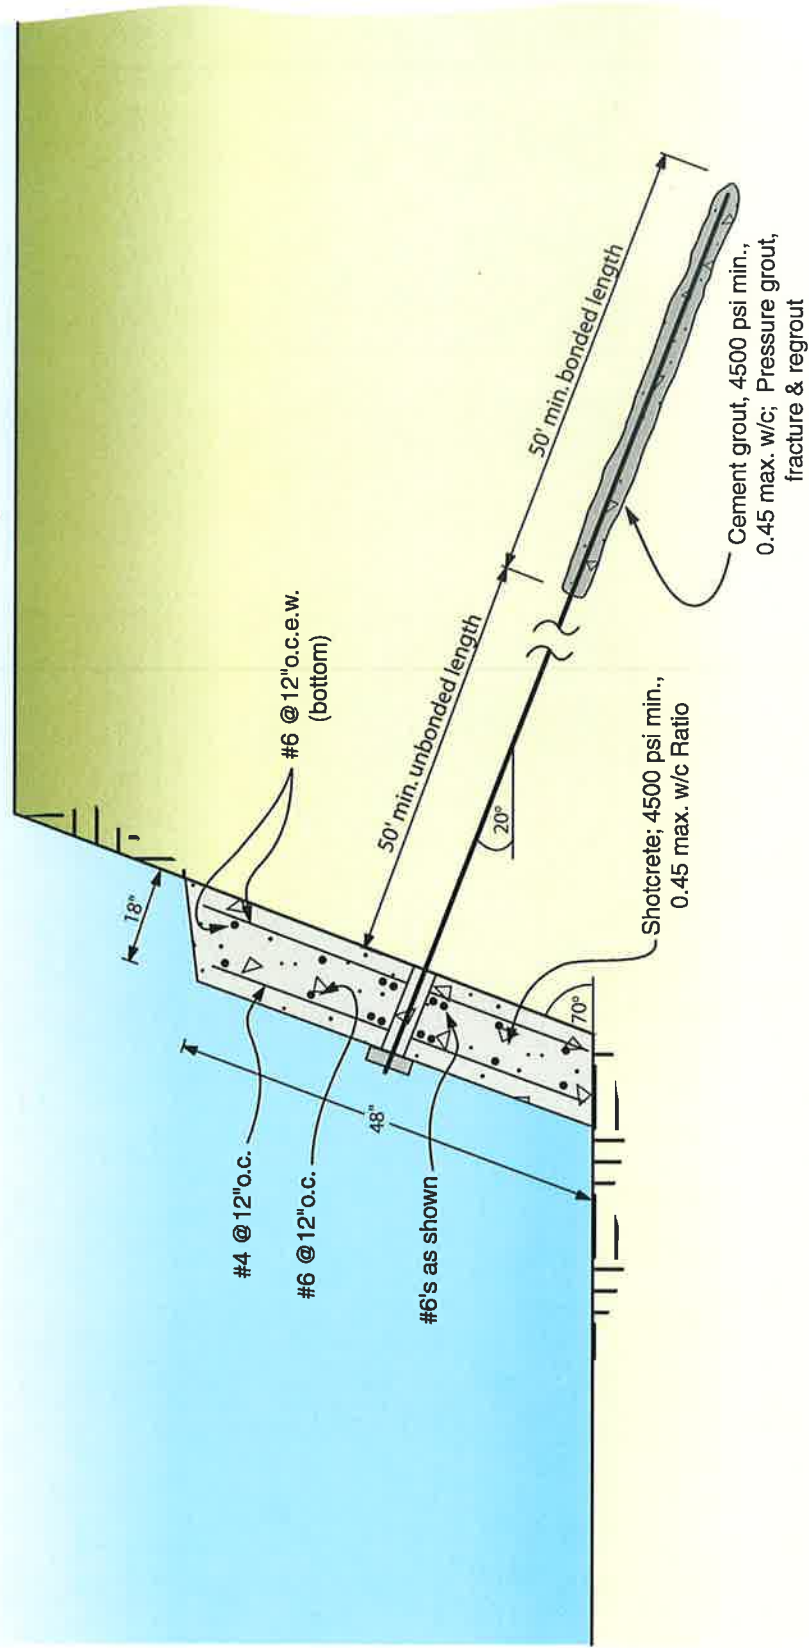 18"
#6 @12"o.c.e.w.
(bottom)
#4 @12"o.c.
#6 @12"o.c.
48"
#6's as shown
50' min. unbonded length
50' min. bonded length
20°
70°
Shotcrete; 4500 psi min.,
0.45 max. w/c Ratio
Cement grout, 4500 psi min.,
0.45 max. w/c; Pressure grout,
fracture & regrout